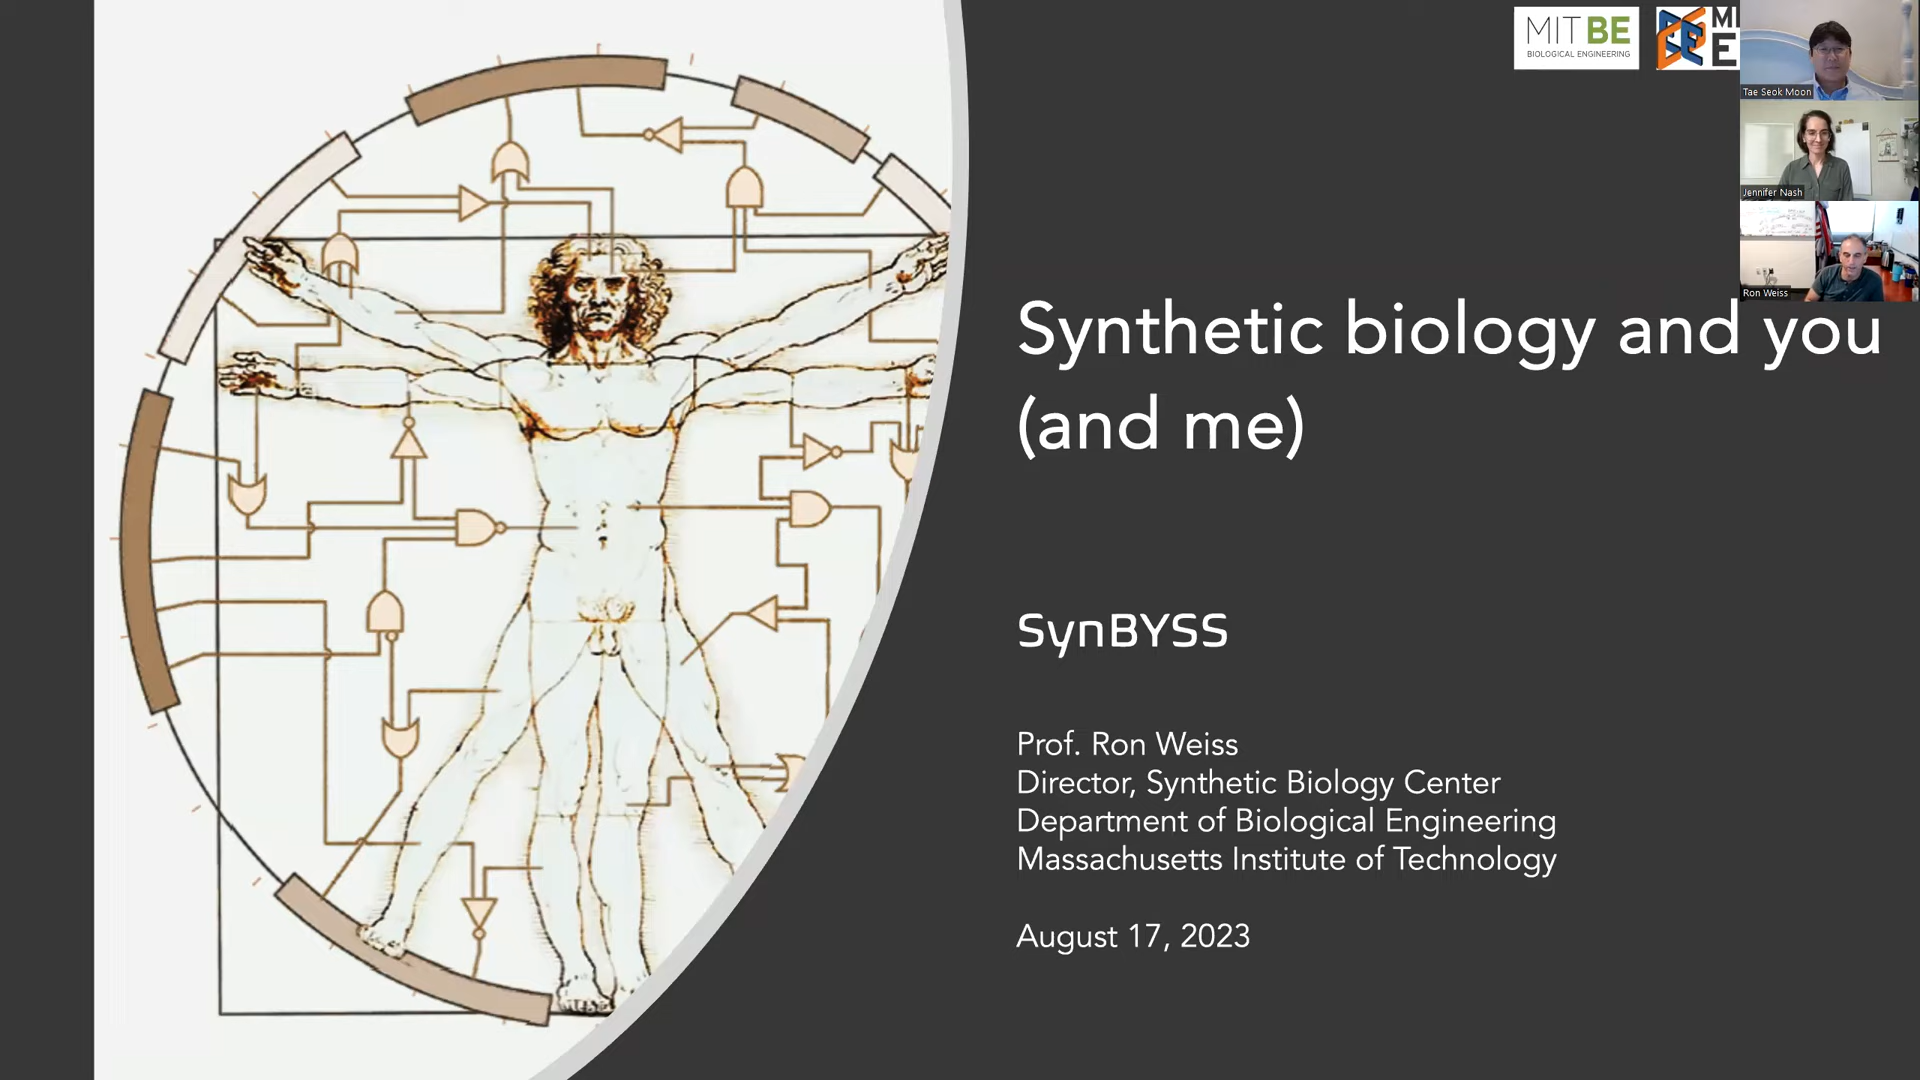 MIT BE
BIOLOGICAL ENGINEERING
Tae Seok Moon
Jennifer Nash
Ron Weiss
Synthetic biology and you
(and me)
SynBYSS
Prof. Ron Weiss
Director, Synthetic Biology Center
Department of Biological Engineering
Massachusetts Institute of Technology
August 17, 2023